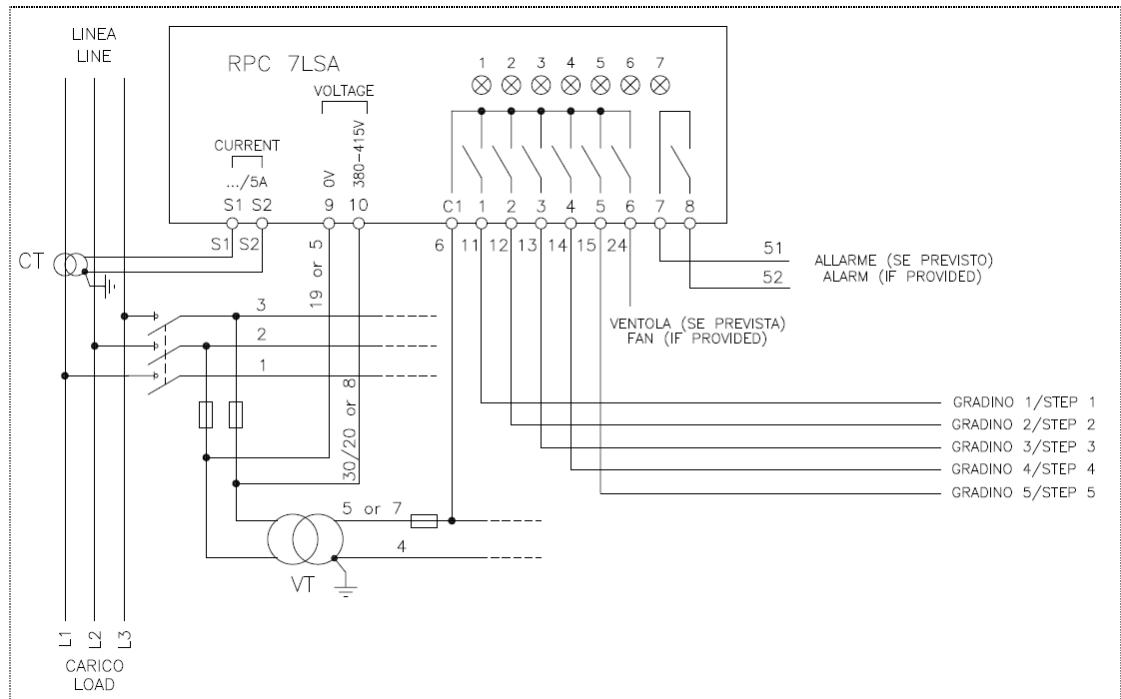 LINEA
LINE
RPC 7LSA
1 2 3 4 5 6 7
VOLTAGE
CURRENT
.../5A
0V
380-415V
S1 S2 9 10 C1 1 2 3 4 5 6 7 8
S1 S2 6 11 12 13 14 15 24
19 or 5
51
ALLARME (SE PREVISTO)
52
ALARM (IF PROVIDED)
CT
3
VENTOLA (SE PREVISTA)
FAN (IF PROVIDED)
2
1
30/20 or 8
GRADINO 1/STEP 1
GRADINO 2/STEP 2
GRADINO 3/STEP 3
GRADINO 4/STEP 4
GRADINO 5/STEP 5
5 or 7
4
VT
L1 L2 L3
CARICO
LOAD